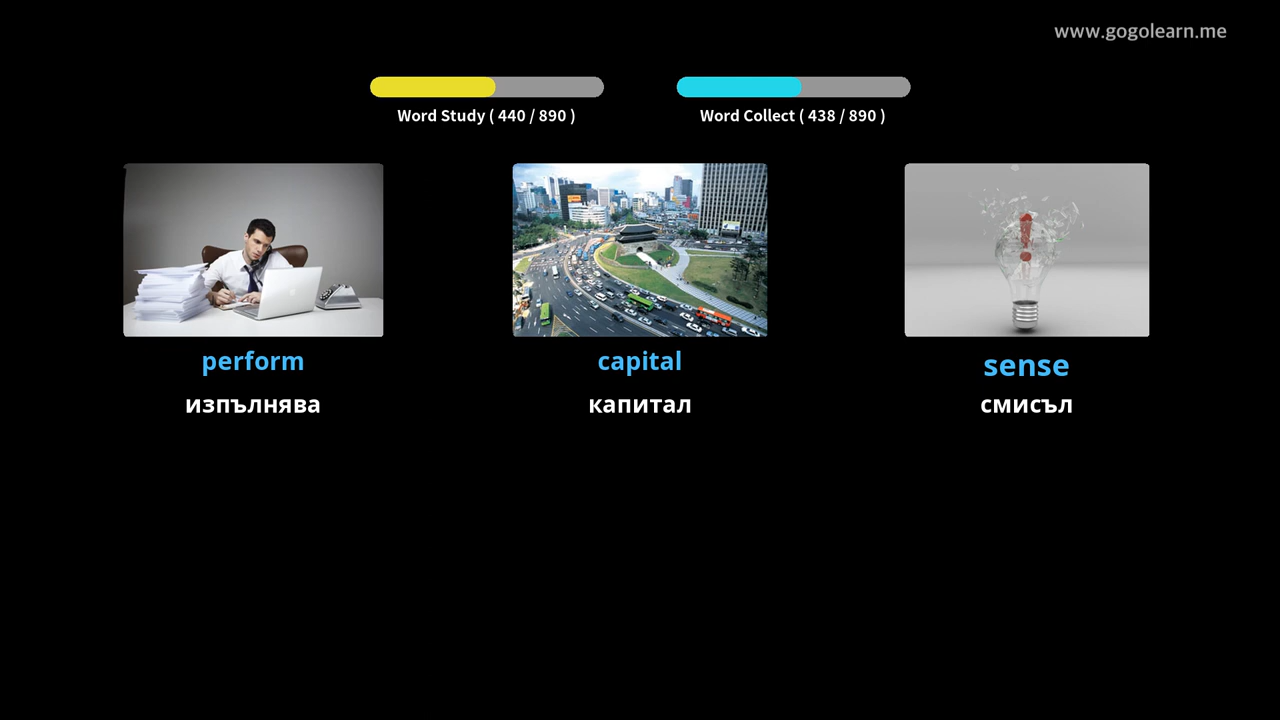 www.gogolearn.me
Word Study ( 440 / 890 )
Word Collect ( 438 / 890 )
perform
capital
sense
изпълнява
капитал
смисъл